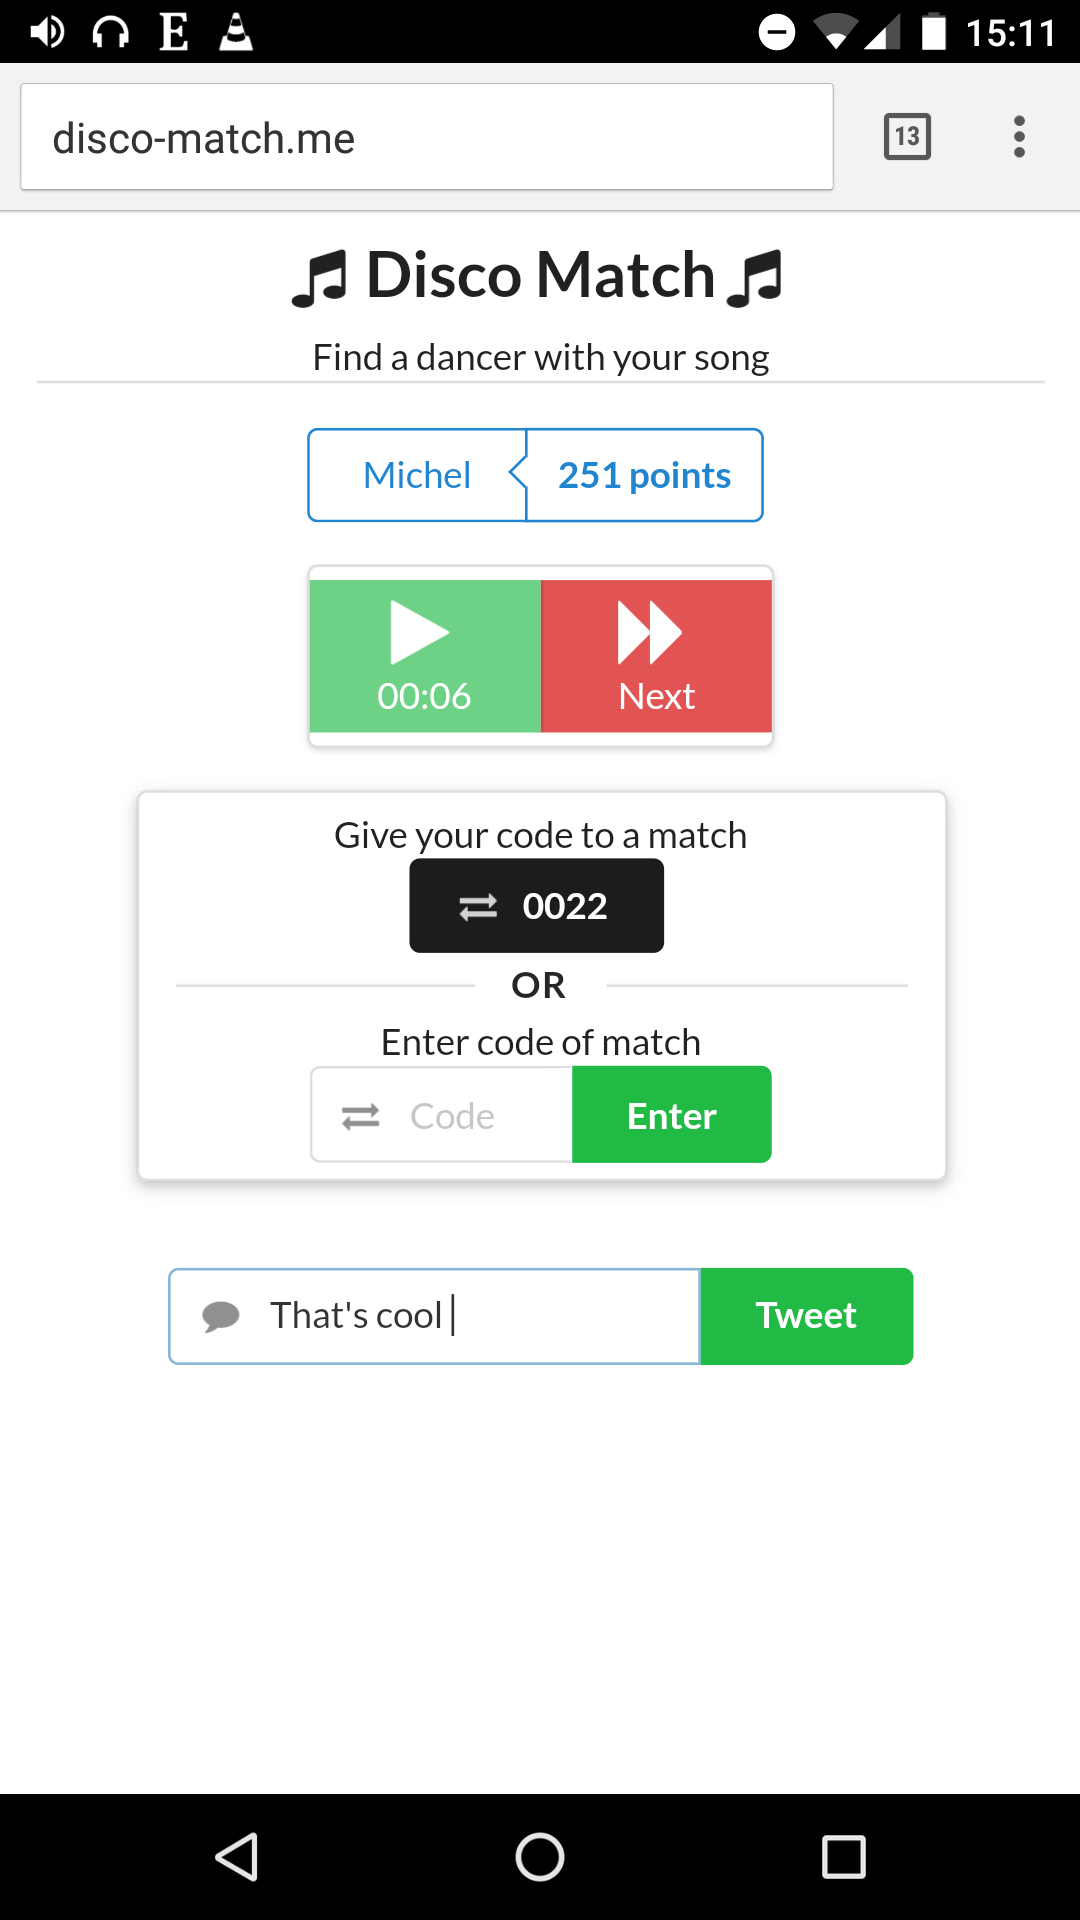 E 15:11
disco-match.me 13
Disco Match
Find a dancer with your song
Michel 251 points
00:06 Next
Give your code to a match
0022
OR
Enter code of match
Code Enter
That's cool Tweet